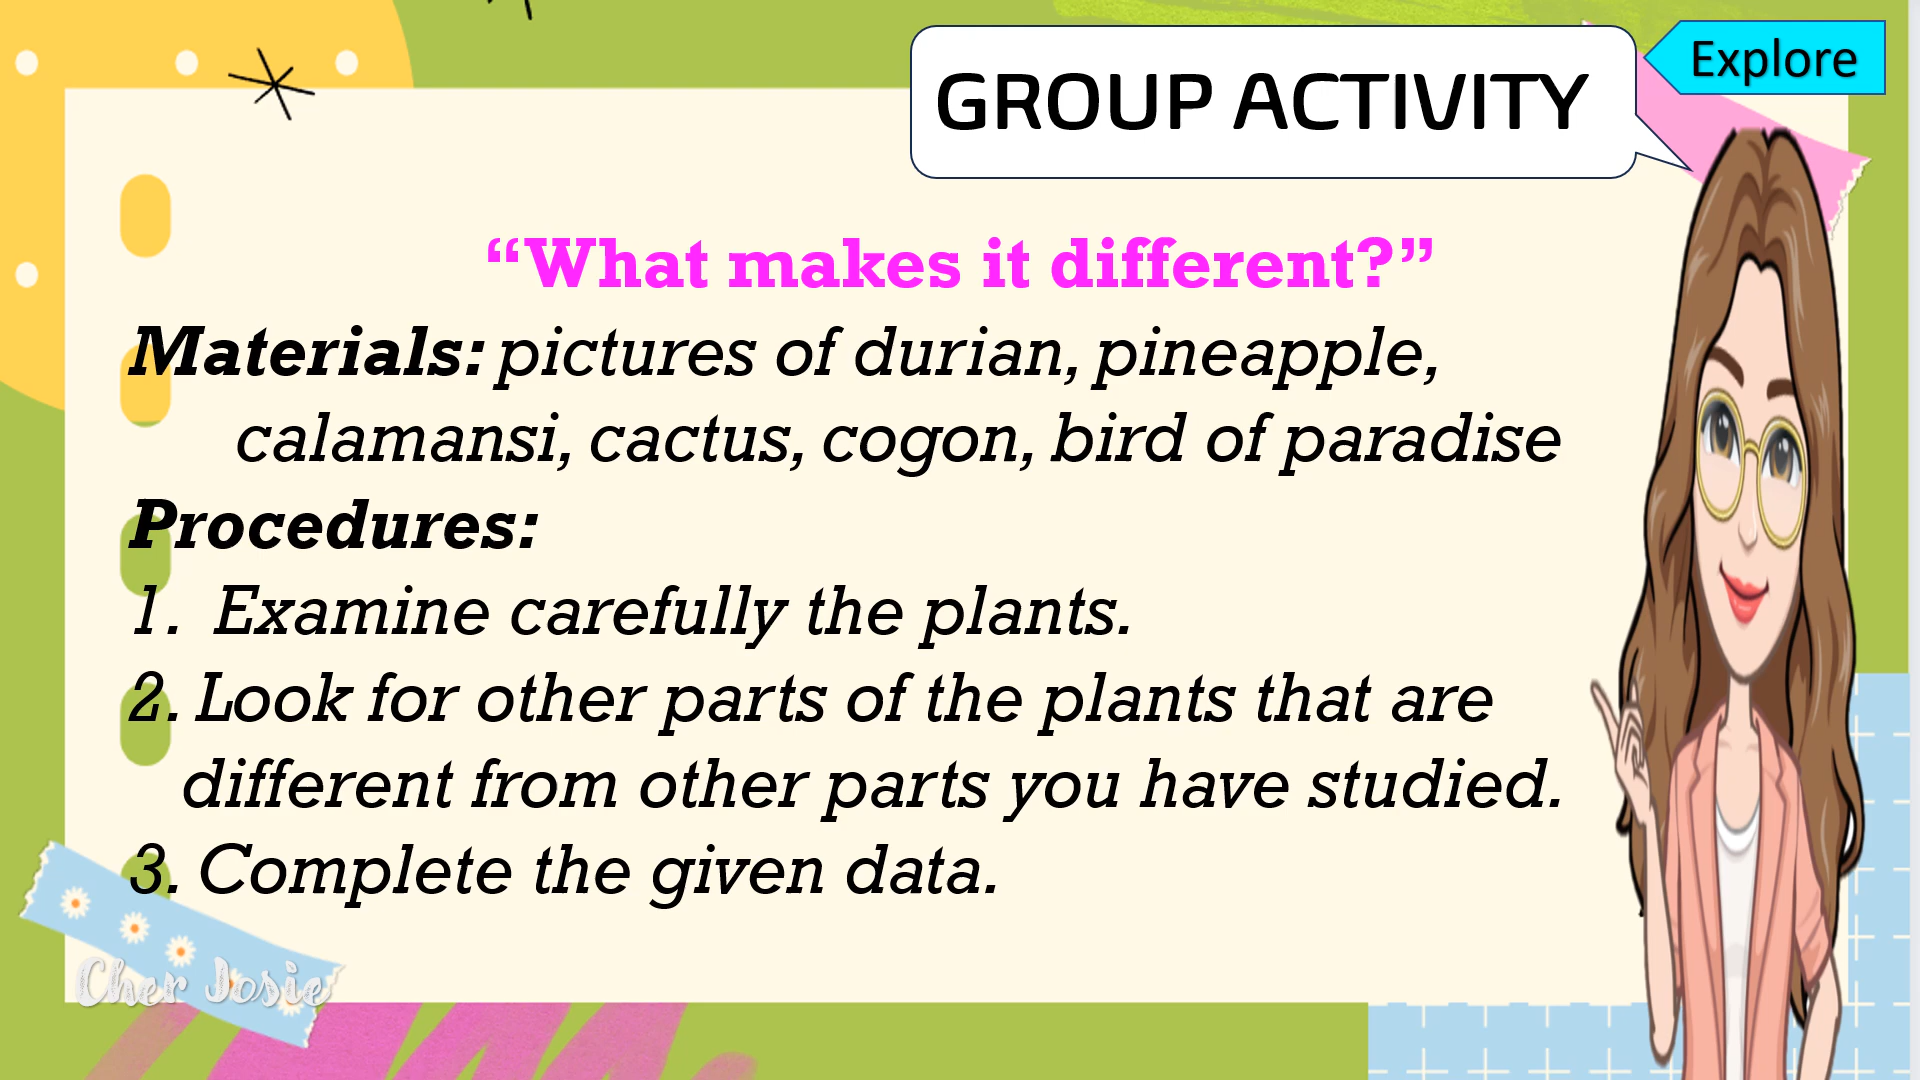 Explore
GROUP ACTIVITY
“What makes it different?”
Materials: pictures of durian, pineapple,
calamansi, cactus, cogon, bird of paradise
Procedures:
1. Examine carefully the plants.
2. Look for other parts of the plants that are
different from other parts you have studied.
3. Complete the given data.
Cher Josie